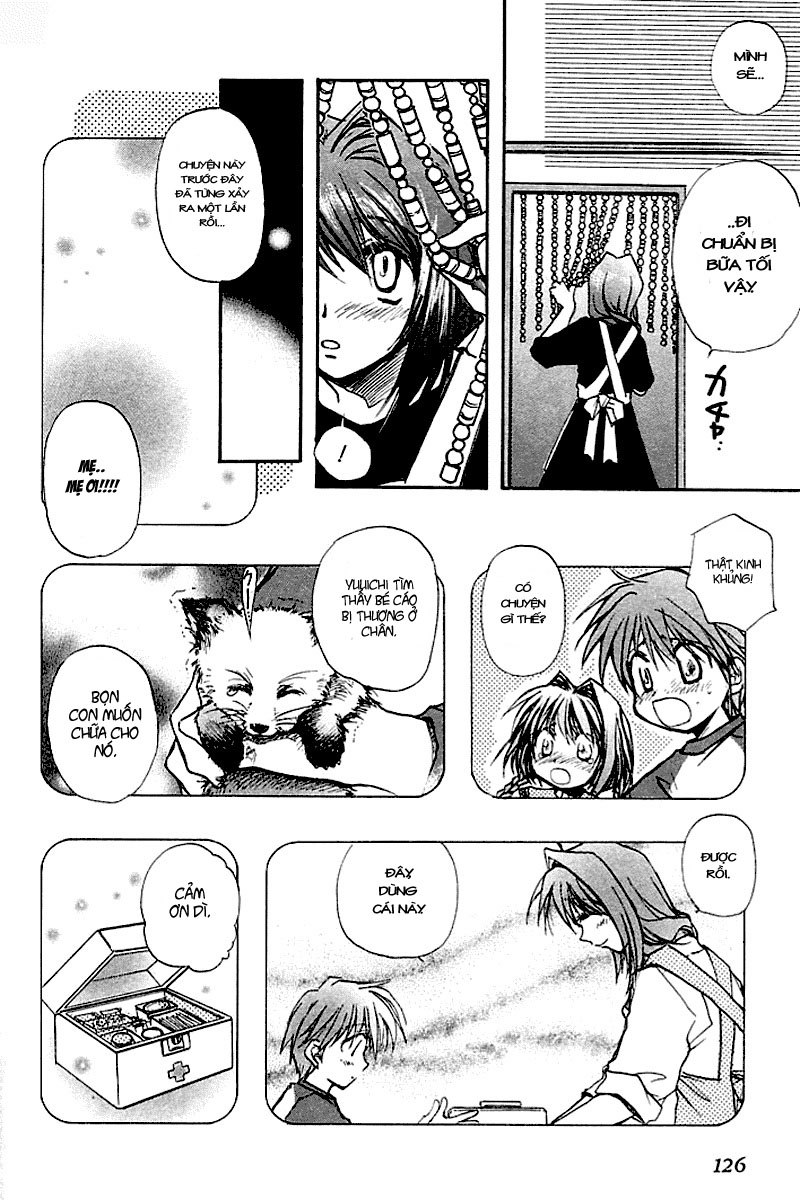 MÌNH
SẼ...
..ĐI
CHUẨN BỊ
BỮA TỐI
VẬY.
!
CHUYỆN NÀY
TRƯỚC ĐÂY
ĐÃ TỪNG XẢY
RA MỘT LẦN
RỒI...
MẸ..
MẸ ƠI!!!!
THẬT KINH
KHỦNG!
CÓ
CHUYỆN
GÌ THẾ?
YUUICHI TÌM
THẤY BÉ CÁO
BỊ THƯƠNG Ở
CHÂN.
BỌN
CON MUỐN
CHỮA CHO
NÓ.
ĐƯỢC
RỒI.
ĐÂY.
DÙNG
CÁI NÀY.
CẢM
ƠN DÌ.
126